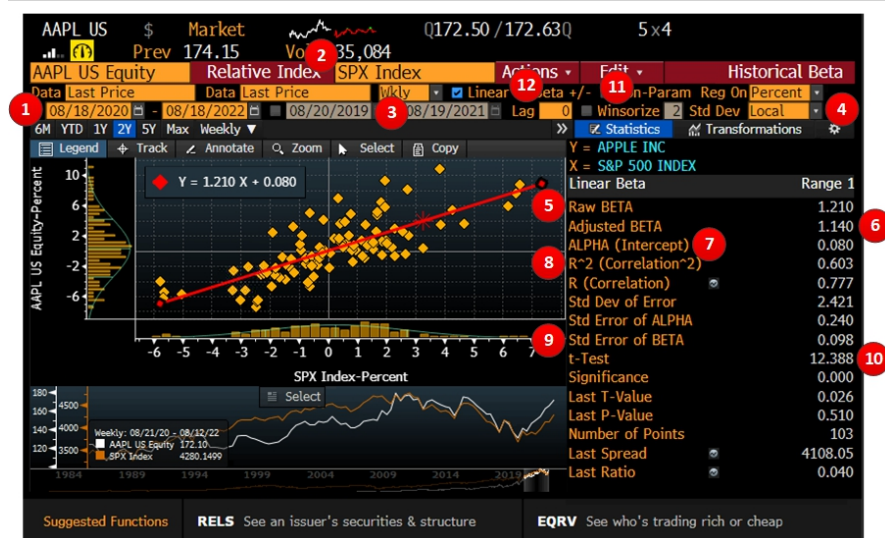 AAPL US $ Market Q172.50/172.63Q 5x4
Prev 174.15 Vo 35,084
2
AAPL US Equity Relative Index SPX Index Actions Edit Historical Beta
12 11
Data Last Price Data Last Price Wkly Linear Beta +/- on-Param Reg On Percent
1 08/18/2020 - 08/18/2022 08/20/2019 3 08/19/2021 Lag 0 Winsorize 2 Std Dev Local 4
6M YTD 1Y 2Y 5Y Max Weekly ▼ » Statistics Transformations
Legend Track Annotate Zoom Select Copy
Y = APPLE INC
X = S&P 500 INDEX
Linear Beta Range 1
Y = 1.210 X + 0.080
AAPL US Equity-Percent
10
6
2
-2
-6
5
8
9
-6 -5 -4 -3 -2 -1 0 1 2 3 4 5 6 7
SPX Index-Percent
Raw BETA 1.210
Adjusted BETA 1.140 6
ALPHA (Intercept) 7 0.080
R^2 (Correlation^2) 0.603
R (Correlation) 0.777
Std Dev of Error 2.421
Std Error of ALPHA 0.240
Std Error of BETA 0.098
t-Test 12.388 10
Significance 0.000
Last T-Value 0.026
Last P-Value 0.510
Number of Points 103
Last Spread 4108.05
Last Ratio 0.040
Select
180
160
140
120
4500
4000
3500
Weekly: 08/21/20 - 08/12/22
AAPL US Equity 172.10
SPX Index 4280.1499
1984 1989 1994 1999 2004 2009 2014 2019
Suggested Functions RELS See an issuer's securities & structure EQRV See who's trading rich or cheap